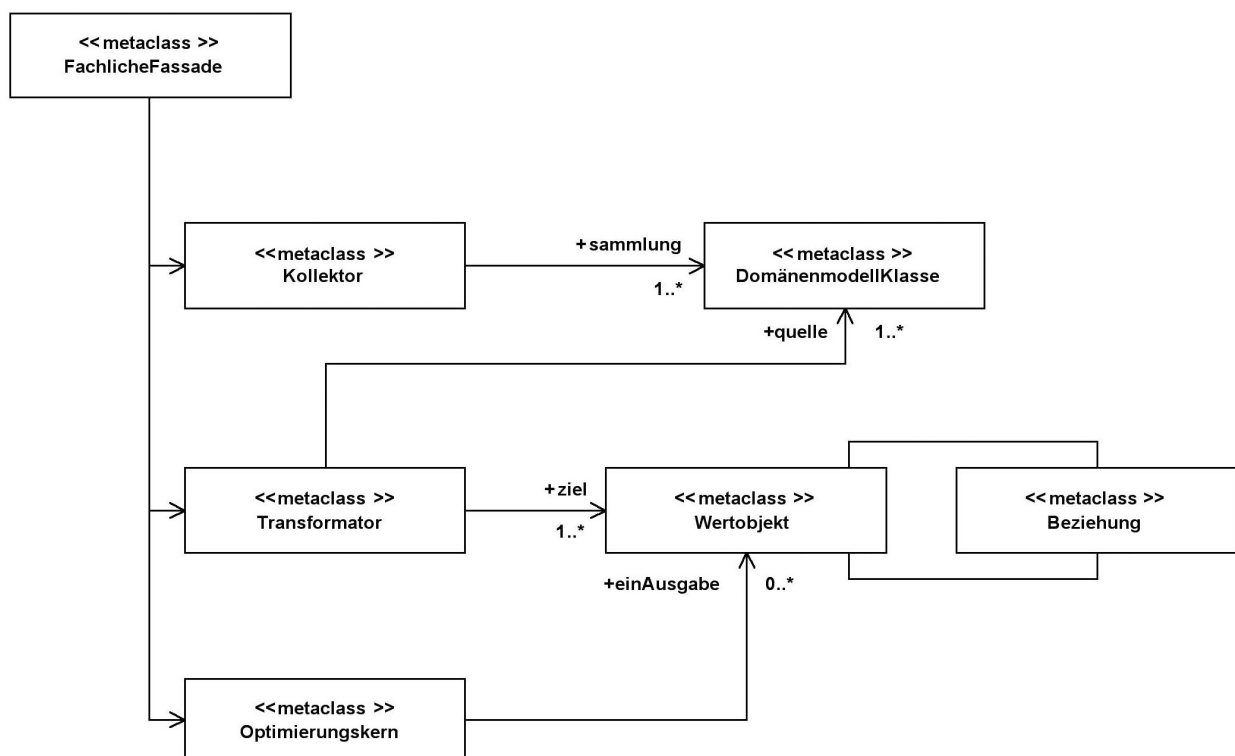 <<metaclass >>
FachlicheFassade
<<metaclass >>
Kollektor
+sammlung
1..*
<<metaclass >>
DomänenmodellKlasse
+quelle
1..*
<<metaclass >>
Transformator
+ziel
1..*
<<metaclass >>
Wertobjekt
<<metaclass >>
Beziehung
+einAusgabe
0..*
<<metaclass >>
Optimierungskern